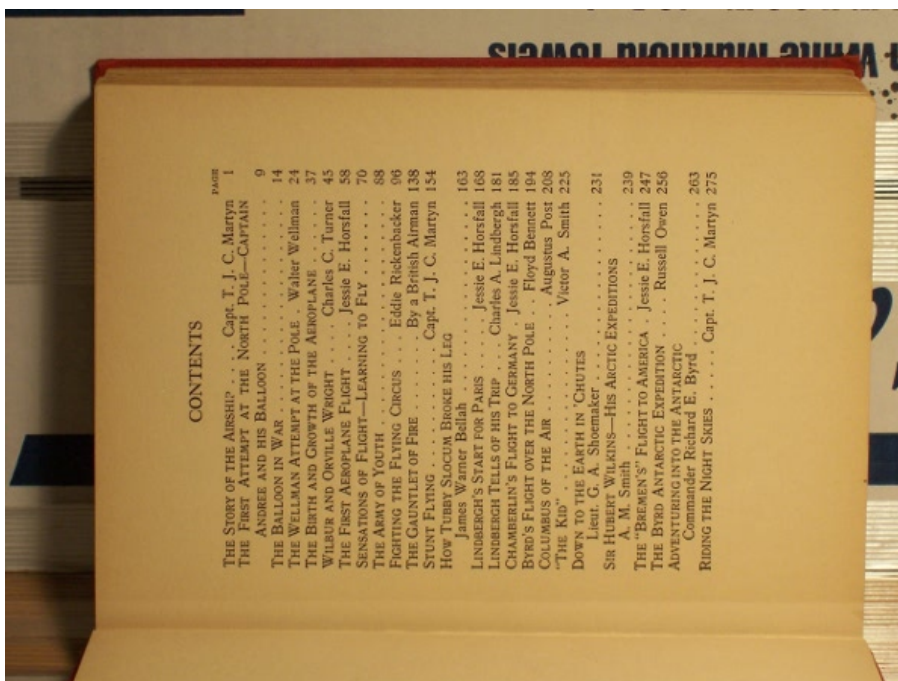 White Marigold Towels
CONTENTS
PAGE
THE STORY OF THE AIRSHIP . . . Capt. T. J. C. Martyn 1
THE FIRST ATTEMPT AT THE NORTH POLE—CAPTAIN
ANDREE AND HIS BALLOON . . . . . . . . . . . . 9
THE BALLOON IN WAR . . . . . . . . . . . . . . . 14
THE WELLMAN ATTEMPT AT THE POLE . Walter Wellman 24
THE BIRTH AND GROWTH OF THE AEROPLANE . . . . 37
WILBUR AND ORVILLE WRIGHT . . . Charles C. Turner 45
THE FIRST AEROPLANE FLIGHT . . Jessie E. Horsfall 58
SENSATIONS OF FLIGHT—LEARNING TO FLY . . . . . . 70
THE ARMY OF YOUTH . . . . . . . . . . . . . . . . 88
FIGHTING THE FLYING CIRCUS . . . Eddie Rickenbacker 96
THE GAUNTLET OF FIRE . . . . . By a British Airman 138
STUNT FLYING . . . . . . . . . . Capt. T. J. C. Martyn 154
HOW TUBBY SLOCUM BROKE HIS LEG
James Warner Bellah . . . . . . . . . . . . . 163
LINDBERGH'S START FOR PARIS . . Jessie E. Horsfall 168
LINDBERGH TELLS OF HIS TRIP . . Charles A. Lindbergh 181
CHAMBERLIN'S FLIGHT TO GERMANY . Jessie E. Horsfall 185
BYRD'S FLIGHT OVER THE NORTH POLE . . Floyd Bennett 194
COLUMBUS OF THE AIR . . . . . . . . Augustus Post 208
"THE KID" . . . . . . . . . . . . . Victor A. Smith 225
DOWN TO THE EARTH IN 'CHUTES
Lieut. G. A. Shoemaker . . . . . . . . . . . . 231
SIR HUBERT WILKINS—HIS ARCTIC EXPEDITIONS
A. M. Smith . . . . . . . . . . . . . . . . . 239
THE "BREMEN'S" FLIGHT TO AMERICA . Jessie E. Horsfall 247
THE BYRD ANTARCTIC EXPEDITION . . . Russell Owen 256
ADVENTURING INTO THE ANTARCTIC
Commander Richard E. Byrd . . . . . . . . . . 263
RIDING THE NIGHT SKIES . . . . . Capt. T. J. C. Martyn 275